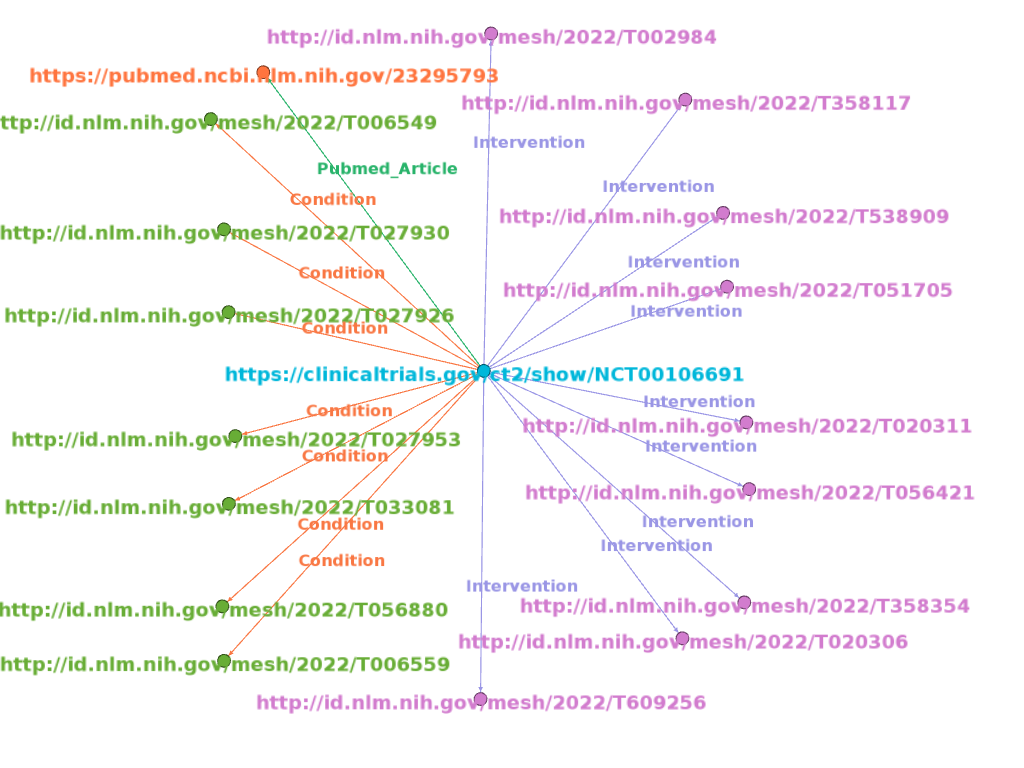 http://id.nlm.nih.gov/mesh/2022/T002984
https://pubmed.ncbi.nlm.nih.gov/23295793
http://id.nlm.nih.gov/mesh/2022/T358117
ttp://id.nlm.nih.gov/mesh/2022/T006549
Intervention
Pubmed_Article
Intervention
Condition
http://id.nlm.nih.gov/mesh/2022/T538909
http://id.nlm.nih.gov/mesh/2022/T027930
Intervention
Condition
http://id.nlm.nih.gov/mesh/2022/T051705
Intervention
http://id.nlm.nih.gov/mesh/2022/T027926
Condition
https://clinicaltrials.gov/ct2/show/NCT00106691
Intervention
Condition
http://id.nlm.nih.gov/mesh/2022/T020311
http://id.nlm.nih.gov/mesh/2022/T027953
Intervention
Condition
http://id.nlm.nih.gov/mesh/2022/T056421
http://id.nlm.nih.gov/mesh/2022/T033081
Intervention
Condition
Intervention
Condition
Intervention
http://id.nlm.nih.gov/mesh/2022/T358354
http://id.nlm.nih.gov/mesh/2022/T056880
http://id.nlm.nih.gov/mesh/2022/T020306
http://id.nlm.nih.gov/mesh/2022/T006559
http://id.nlm.nih.gov/mesh/2022/T609256